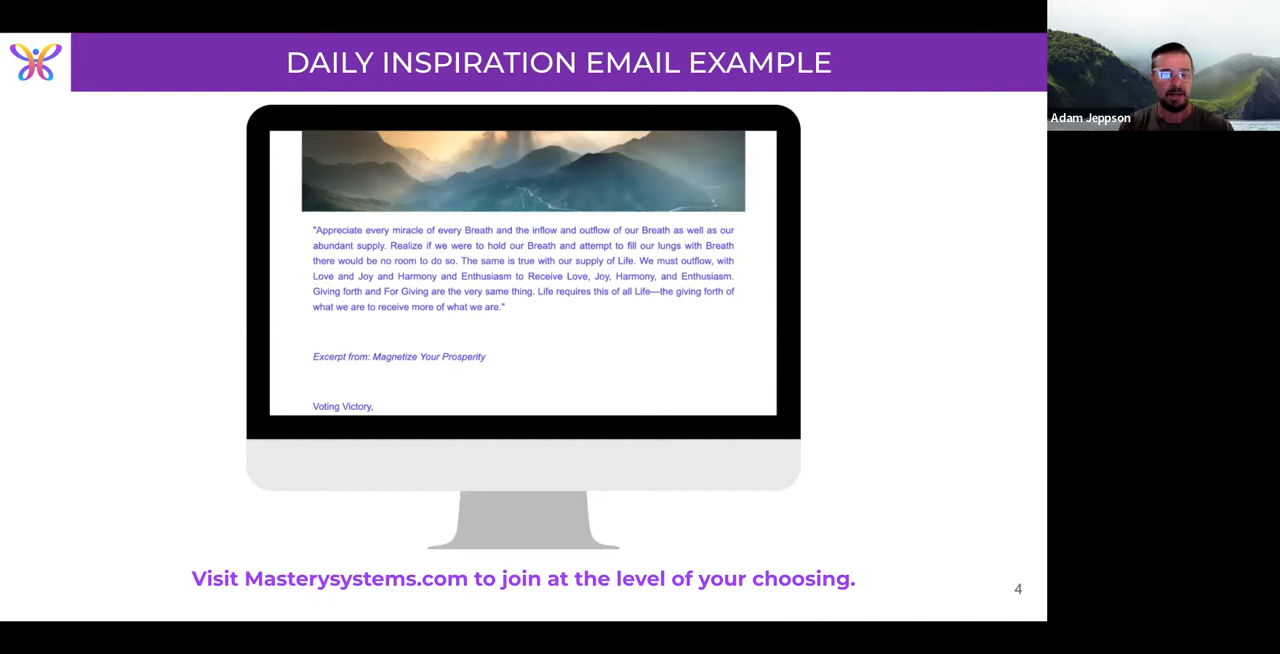 DAILY INSPIRATION EMAIL EXAMPLE
Adam Jeppson
"Appreciate every miracle of every Breath and the inflow and outflow of our Breath as well as our
abundant supply. Realize if we were to hold our Breath and attempt to fill our lungs with Breath
there would be no room to do so. The same is true with our supply of Life. We must outflow, with
Love and Joy and Harmony and Enthusiasm to Receive Love, Joy, Harmony, and Enthusiasm.
Giving forth and For Giving are the very same thing. Life requires this of all Life—the giving forth of
what we are to receive more of what we are."
Excerpt from: Magnetize Your Prosperity
Voting Victory,
Visit Masterysystems.com to join at the level of your choosing.
4